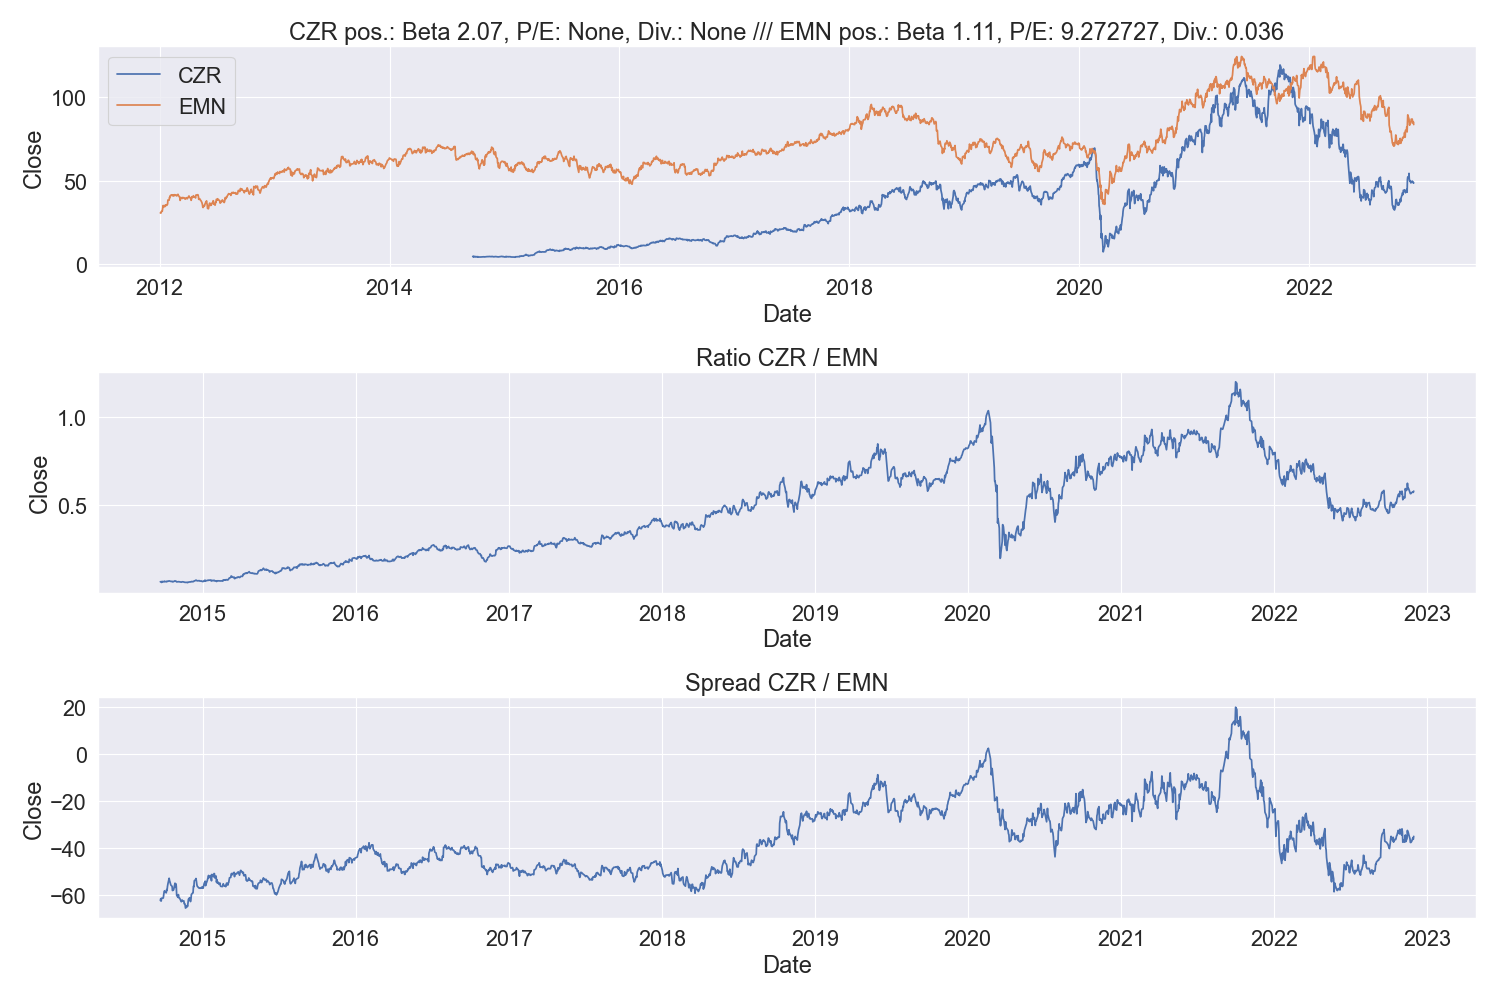 CZR pos.: Beta 2.07, P/E: None, Div.: None /// EMN pos.: Beta 1.11, P/E: 9.272727, Div.: 0.036
CZR
EMN
100
50
0
Close
2012 2014 2016 2018 2020 2022
Date
Ratio CZR / EMN
1.0
0.5
Close
2015 2016 2017 2018 2019 2020 2021 2022 2023
Date
Spread CZR / EMN
20
0
−20
−40
−60
Close
2015 2016 2017 2018 2019 2020 2021 2022 2023
Date